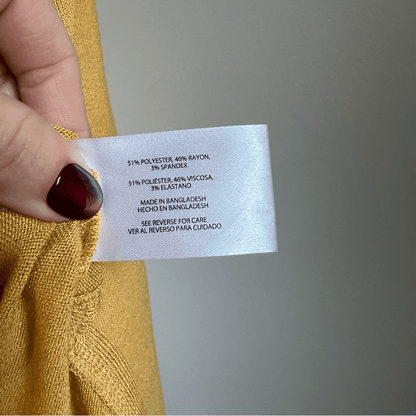 51% POLYESTER, 46% RAYON,
3% SPANDEX
51% POLIÉSTER, 46% VISCOSA,
3% ELASTANO
MADE IN BANGLADESH
HECHO EN BANGLADESH
SEE REVERSE FOR CARE
VER AL REVERSO PARA CUIDADO